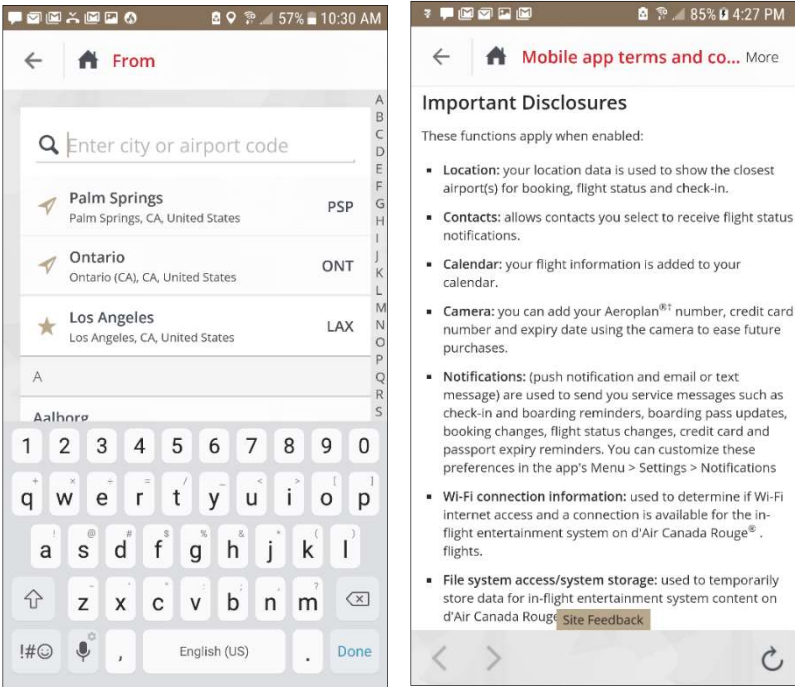 57% 10:30 AM
From
Enter city or airport code
Palm Springs
Palm Springs, CA, United States
PSP
Ontario
Ontario (CA), CA, United States
ONT
Los Angeles
Los Angeles, CA, United States
LAX
A
Aalborg
A
B
C
D
E
F
G
H
I
J
K
L
M
N
O
P
Q
R
S
1 2 3 4 5 6 7 8 9 0
+ × ÷ = / _ < > [ ]
q w e r t y u i o p
! @ # $ % & * ( )
a s d f g h j k l
- ' " : ; , ?
z x c v b n m
!#☺ , English (US) . Done
85% 4:27 PM
Mobile app terms and co... More
Important Disclosures
These functions apply when enabled:
▪ Location: your location data is used to show the closest
airport(s) for booking, flight status and check-in.
▪ Contacts: allows contacts you select to receive flight status
notifications.
▪ Calendar: your flight information is added to your
calendar.
▪ Camera: you can add your Aeroplan®† number, credit card
number and expiry date using the camera to ease future
purchases.
▪ Notifications: (push notification and email or text
message) are used to send you service messages such as
check-in and boarding reminders, boarding pass updates,
booking changes, flight status changes, credit card and
passport expiry reminders. You can customize these
preferences in the app's Menu > Settings > Notifications
▪ Wi-Fi connection information: used to determine if Wi-Fi
internet access and a connection is available for the in-
flight entertainment system on d'Air Canada Rouge® .
flights.
▪ File system access/system storage: used to temporarily
store data for in-flight entertainment system content on
d'Air Canada Rouge
Site Feedback